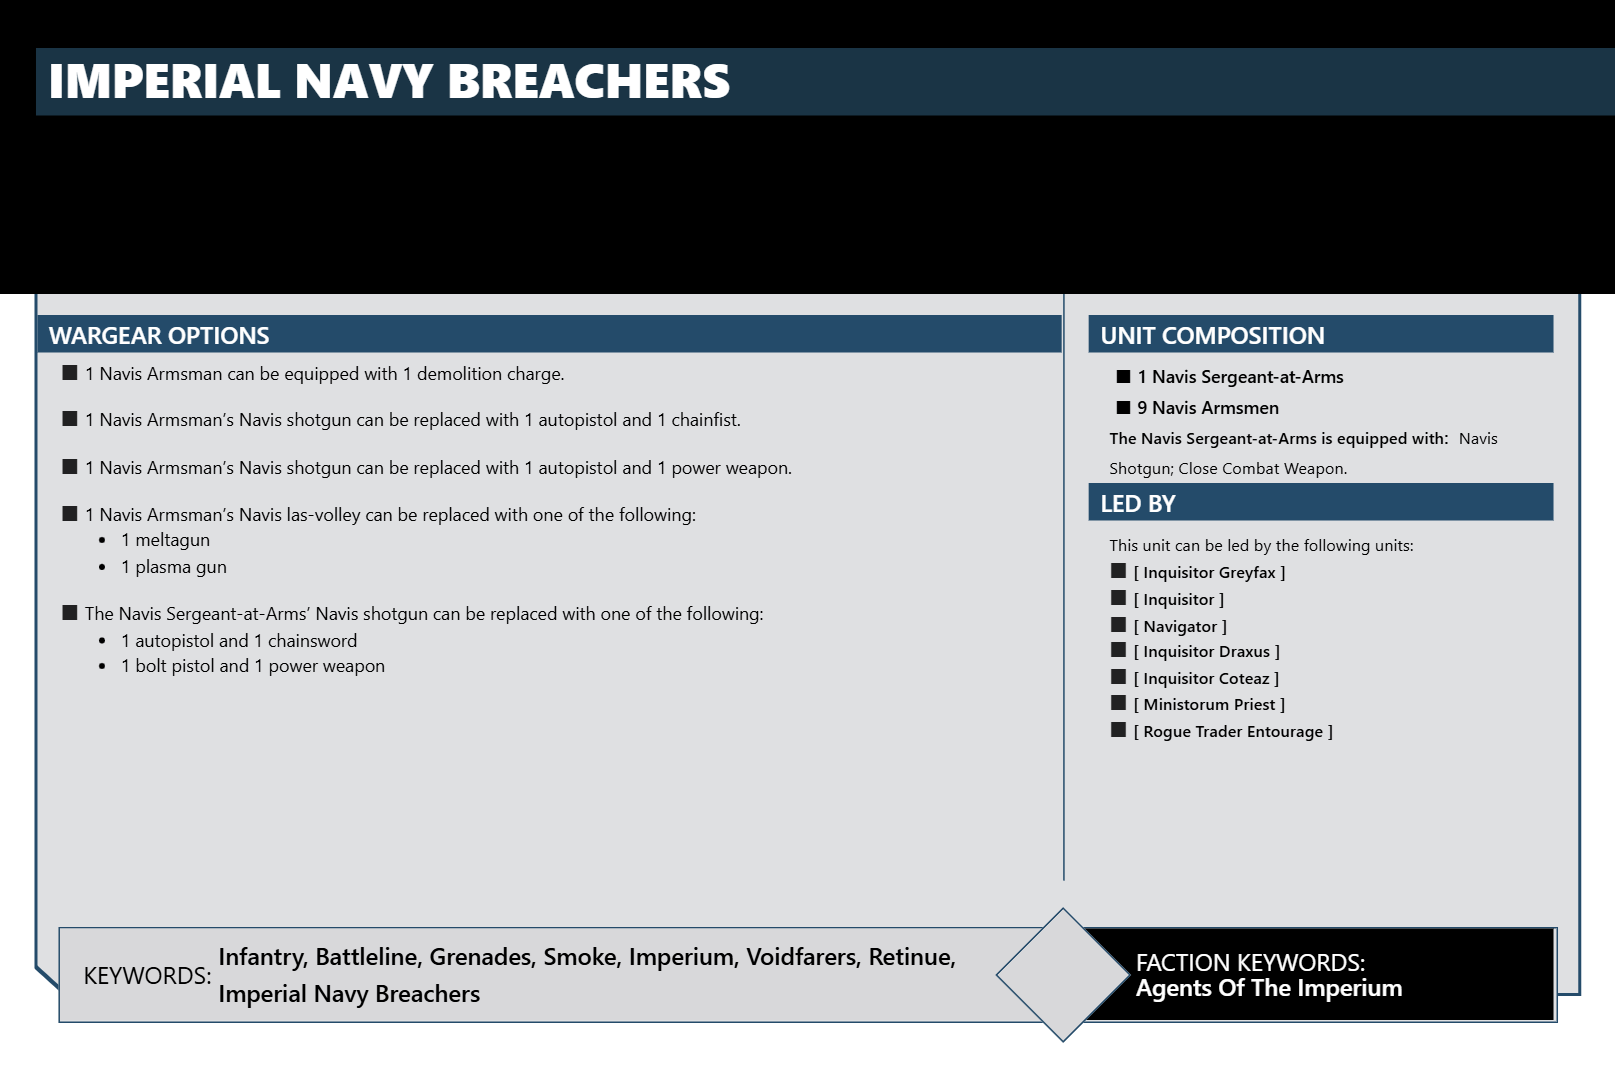 IMPERIAL NAVY BREACHERS
WARGEAR OPTIONS
■ 1 Navis Armsman can be equipped with 1 demolition charge.
■ 1 Navis Armsman’s Navis shotgun can be replaced with 1 autopistol and 1 chainfist.
■ 1 Navis Armsman’s Navis shotgun can be replaced with 1 autopistol and 1 power weapon.
■ 1 Navis Armsman’s Navis las-volley can be replaced with one of the following:
• 1 meltagun
• 1 plasma gun
■ The Navis Sergeant-at-Arms’ Navis shotgun can be replaced with one of the following:
• 1 autopistol and 1 chainsword
• 1 bolt pistol and 1 power weapon
UNIT COMPOSITION
■ 1 Navis Sergeant-at-Arms
■ 9 Navis Armsmen
The Navis Sergeant-at-Arms is equipped with: Navis
Shotgun; Close Combat Weapon.
LED BY
This unit can be led by the following units:
■ [ Inquisitor Greyfax ]
■ [ Inquisitor ]
■ [ Navigator ]
■ [ Inquisitor Draxus ]
■ [ Inquisitor Coteaz ]
■ [ Ministorum Priest ]
■ [ Rogue Trader Entourage ]
KEYWORDS: Infantry, Battleline, Grenades, Smoke, Imperium, Voidfarers, Retinue,
Imperial Navy Breachers
FACTION KEYWORDS:
Agents Of The Imperium